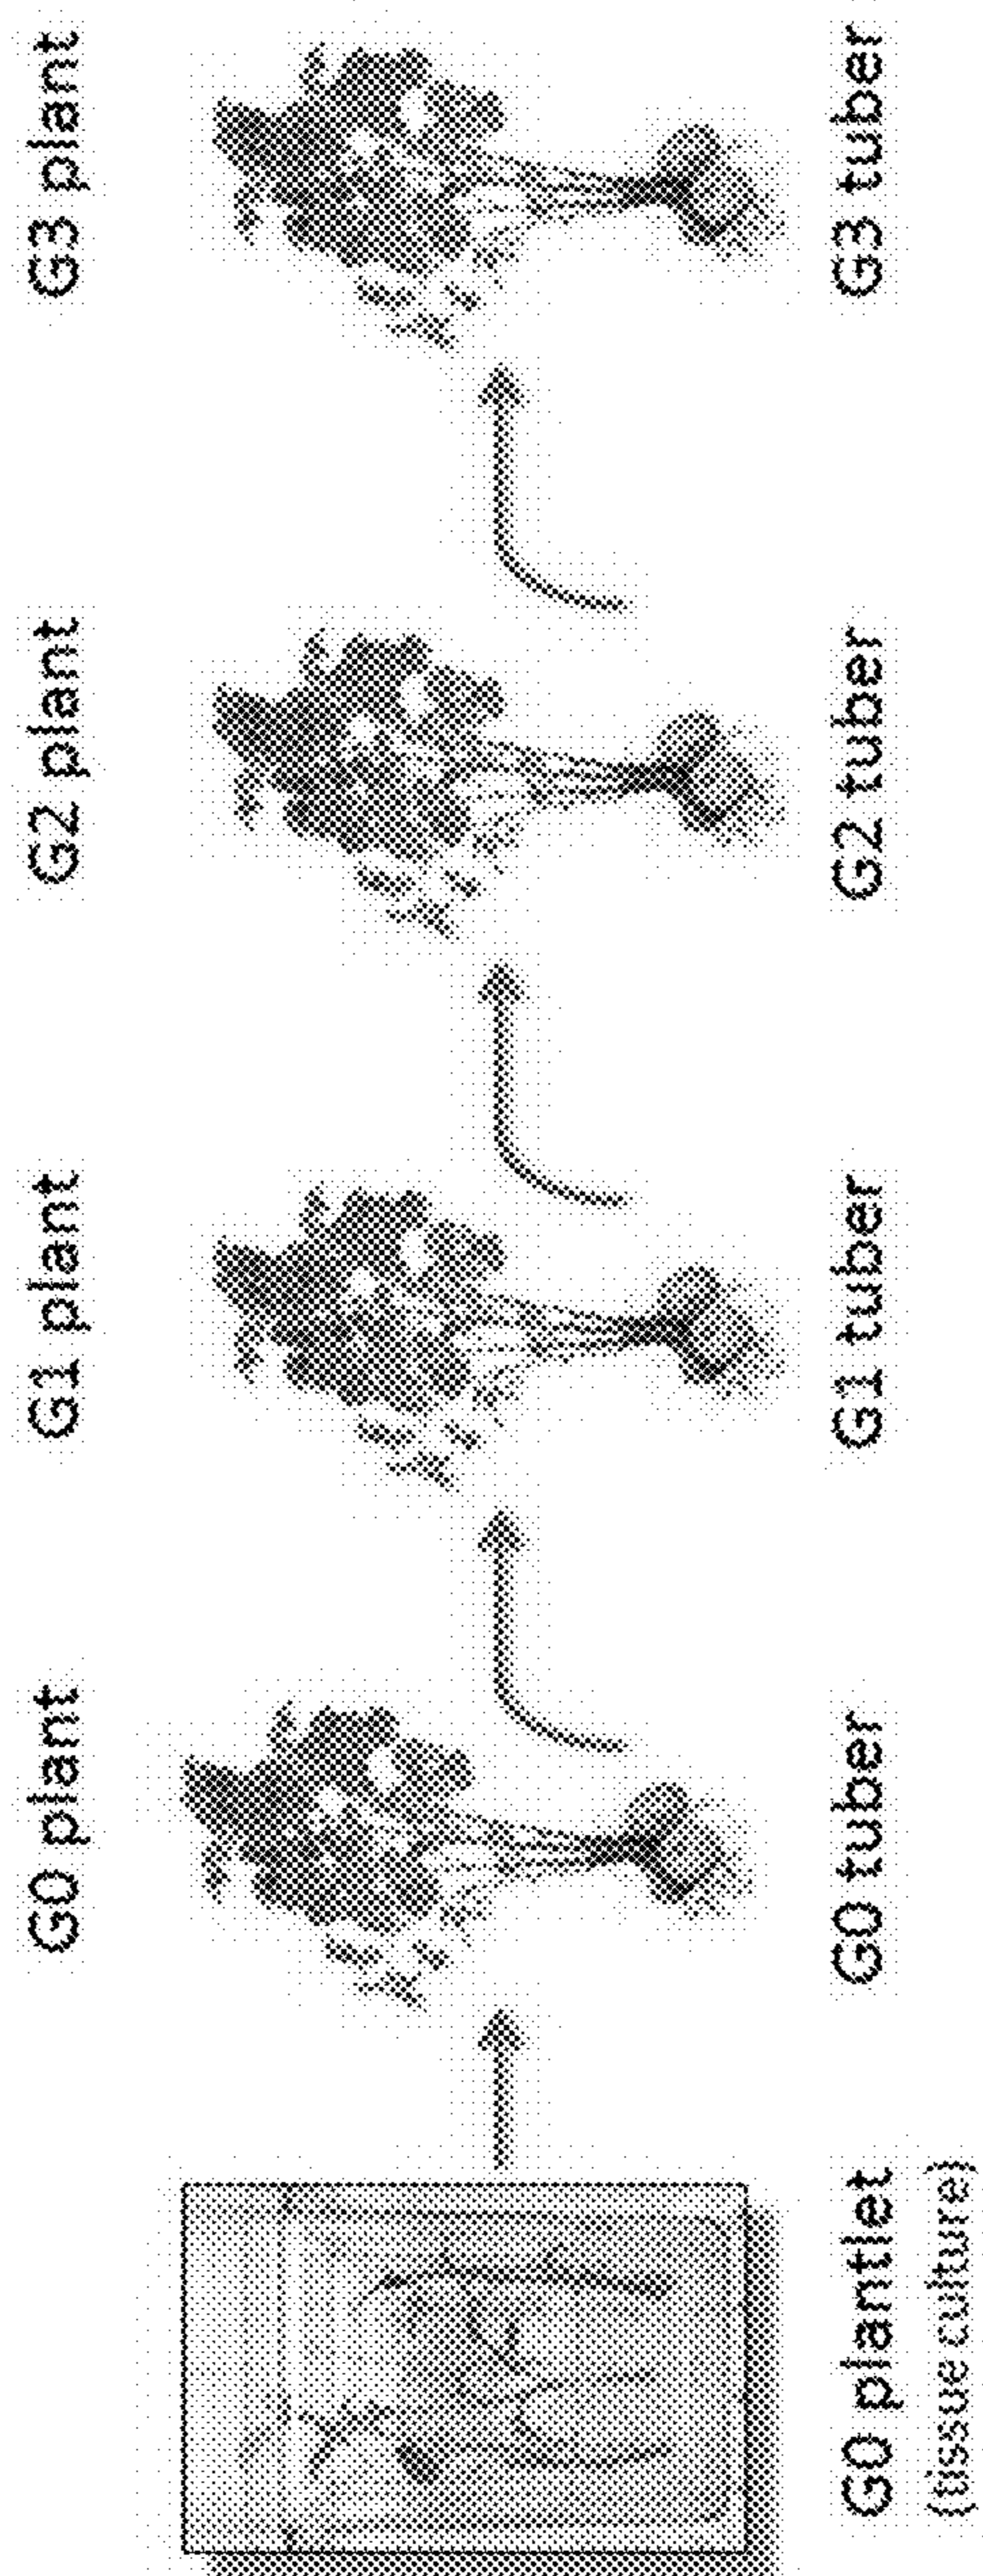 G0 plant
G1 plant
G2 plant
G3 plant
G0 plantlet
(tissue culture)
G0 tuber
G1 tuber
G2 tuber
G3 tuber